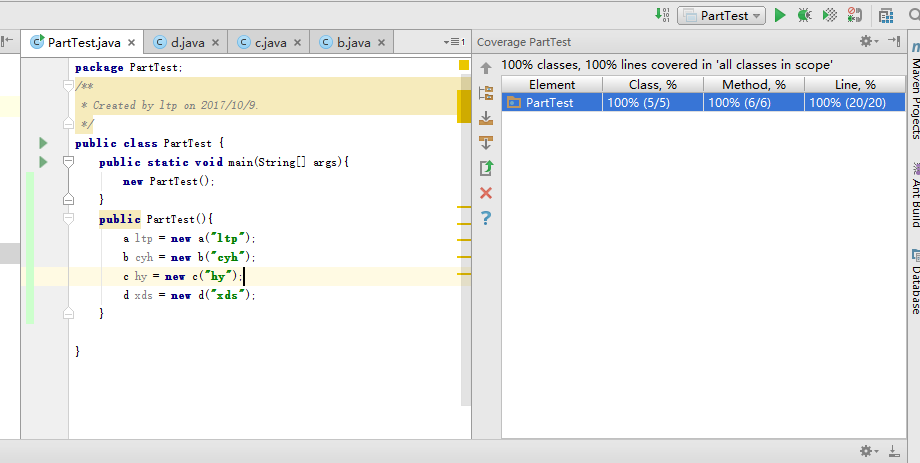 PartTest
PartTest.java
d.java
c.java
b.java
1
Coverage PartTest
package PartTest;
/**
* Created by ltp on 2017/10/9.
*/
public class PartTest {
public static void main(String[] args){
new PartTest();
}
public PartTest(){
a ltp = new a("ltp");
b cyh = new b("cyh");
c hy = new c("hy");
d xds = new d("xds");
}
}
100% classes, 100% lines covered in 'all classes in scope'
Element Class, % Method, % Line, %
PartTest 100% (5/5) 100% (6/6) 100% (20/20)
Maven Projects
Ant Build
Database